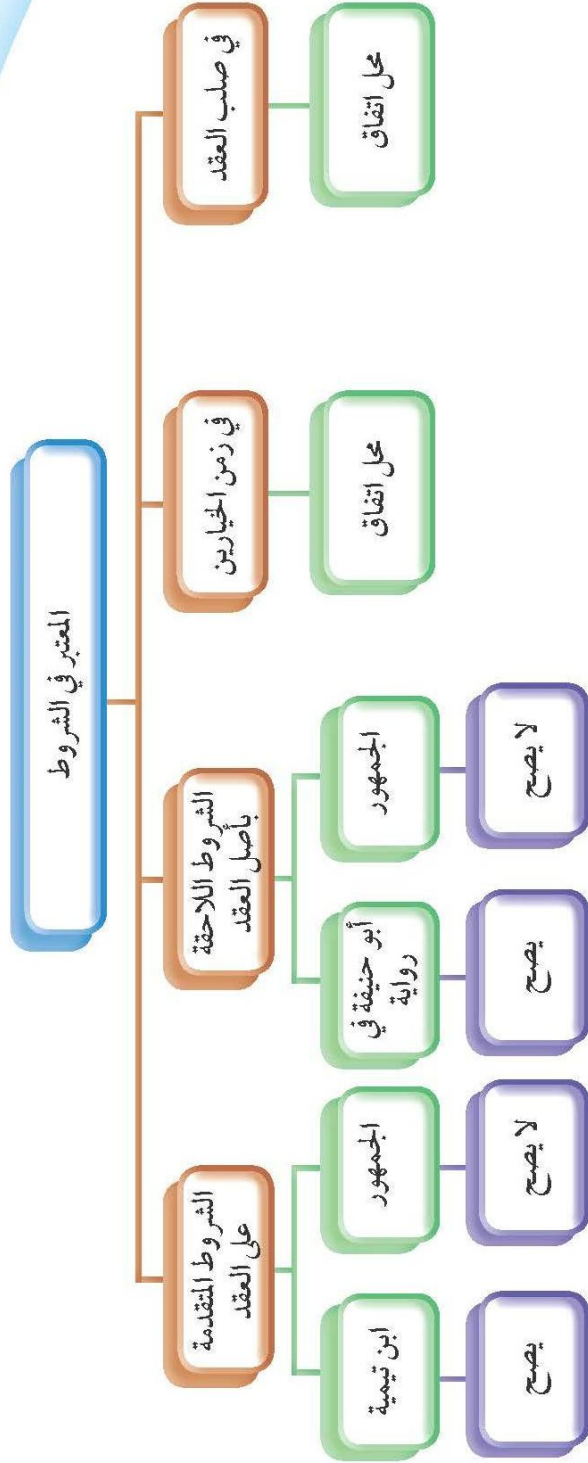 المعتبر في الشروط
في صلب العقد
محل اتفاق
في زمن الخيارين
محل اتفاق
الشروط اللاحقة
بأصل العقد
الجمهور
لا يصح
أبو حنيفة في
رواية
يصح
الشروط المتقدمة
على العقد
الجمهور
لا يصح
ابن تيمية
يصح